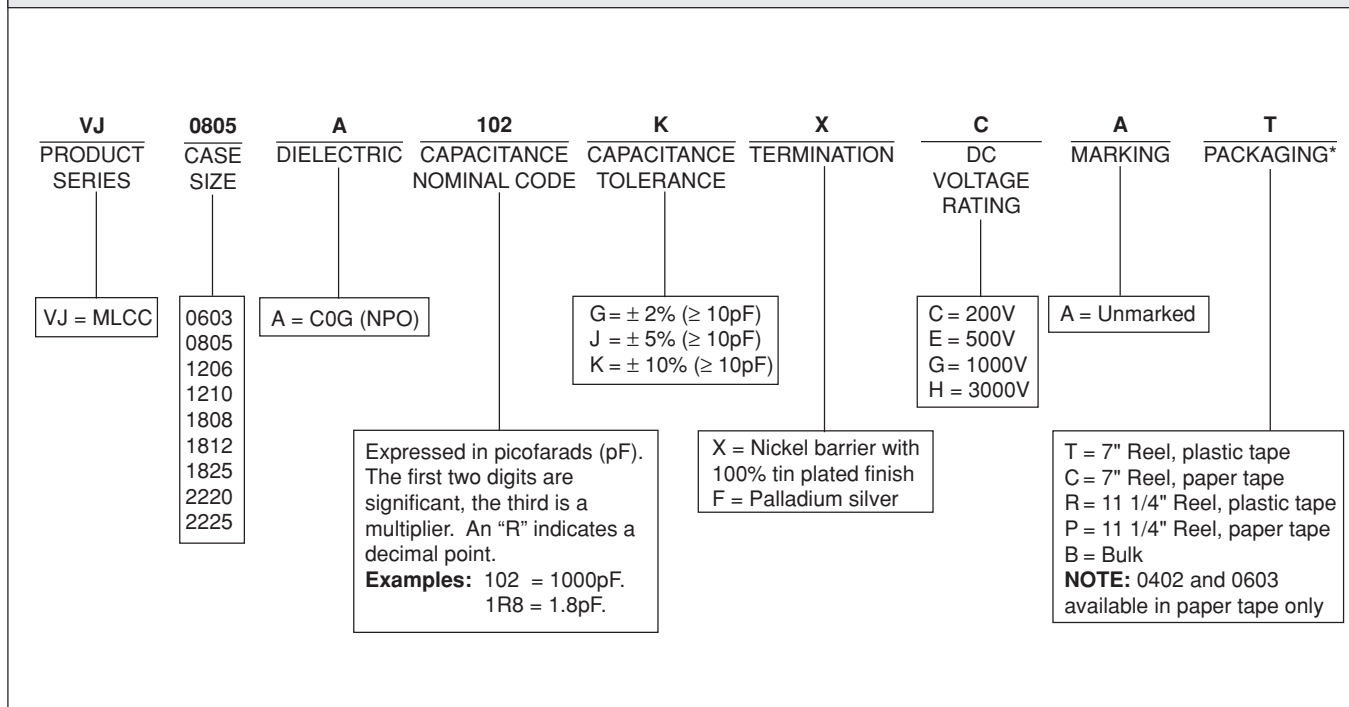 VJ 0805 A 102 K X C A T
PRODUCT SERIES
CASE SIZE
DIELECTRIC
CAPACITANCE NOMINAL CODE
CAPACITANCE TOLERANCE
TERMINATION
DC VOLTAGE RATING
MARKING
PACKAGING*
VJ = MLCC
0603
0805
1206
1210
1808
1812
1825
2220
2225
A = C0G (NPO)
Expressed in picofarads (pF).
The first two digits are
significant, the third is a
multiplier. An “R” indicates a
decimal point.
Examples: 102 = 1000pF.
1R8 = 1.8pF.
G = ± 2% (≥ 10pF)
J = ± 5% (≥ 10pF)
K = ± 10% (≥ 10pF)
X = Nickel barrier with
100% tin plated finish
F = Palladium silver
C = 200V
E = 500V
G = 1000V
H = 3000V
A = Unmarked
T = 7" Reel, plastic tape
C = 7" Reel, paper tape
R = 11 1/4" Reel, plastic tape
P = 11 1/4" Reel, paper tape
B = Bulk
NOTE: 0402 and 0603
available in paper tape only